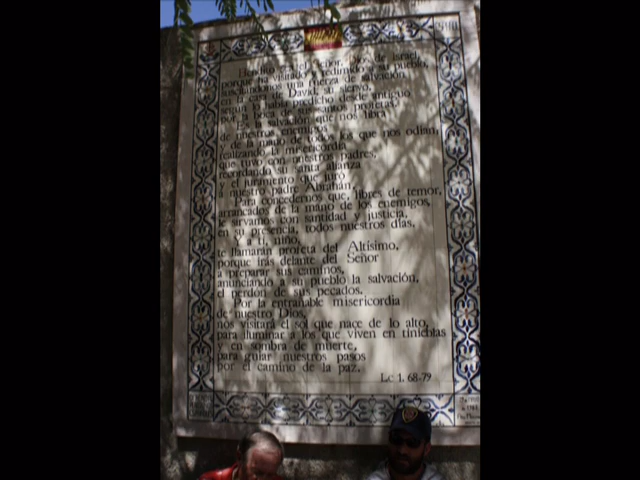 Bendito es el Señor, Dios de Israel,
porque ha visitado y redimido a su pueblo,
suscitándonos una fuerza de salvación
en la casa de David, su siervo,
según lo había predicho desde antiguo
por la boca de sus santos profetas.
Es la salvación que nos libra
de nuestros enemigos
y de la mano de todos los que nos odian,
realizando la misericordia
que tuvo con nuestros padres,
recordando su santa alianza
y el juramento que juró
a nuestro padre Abrahán,
Para concedernos que, libres de temor,
arrancados de la mano de los enemigos,
le sirvamos con santidad y justicia,
en su presencia, todos nuestros días.
Y a ti, niño,
te llamarán profeta del Altísimo,
porque irás delante del Señor
a preparar sus caminos,
anunciando a su pueblo la salvación,
el perdón de sus pecados.
Por la entrañable misericordia
de nuestro Dios,
nos visitará el sol que nace de lo alto,
para iluminar a los que viven en tinieblas
y en sombra de muerte,
para guiar nuestros pasos
por el camino de la paz.
Lc 1, 68-79